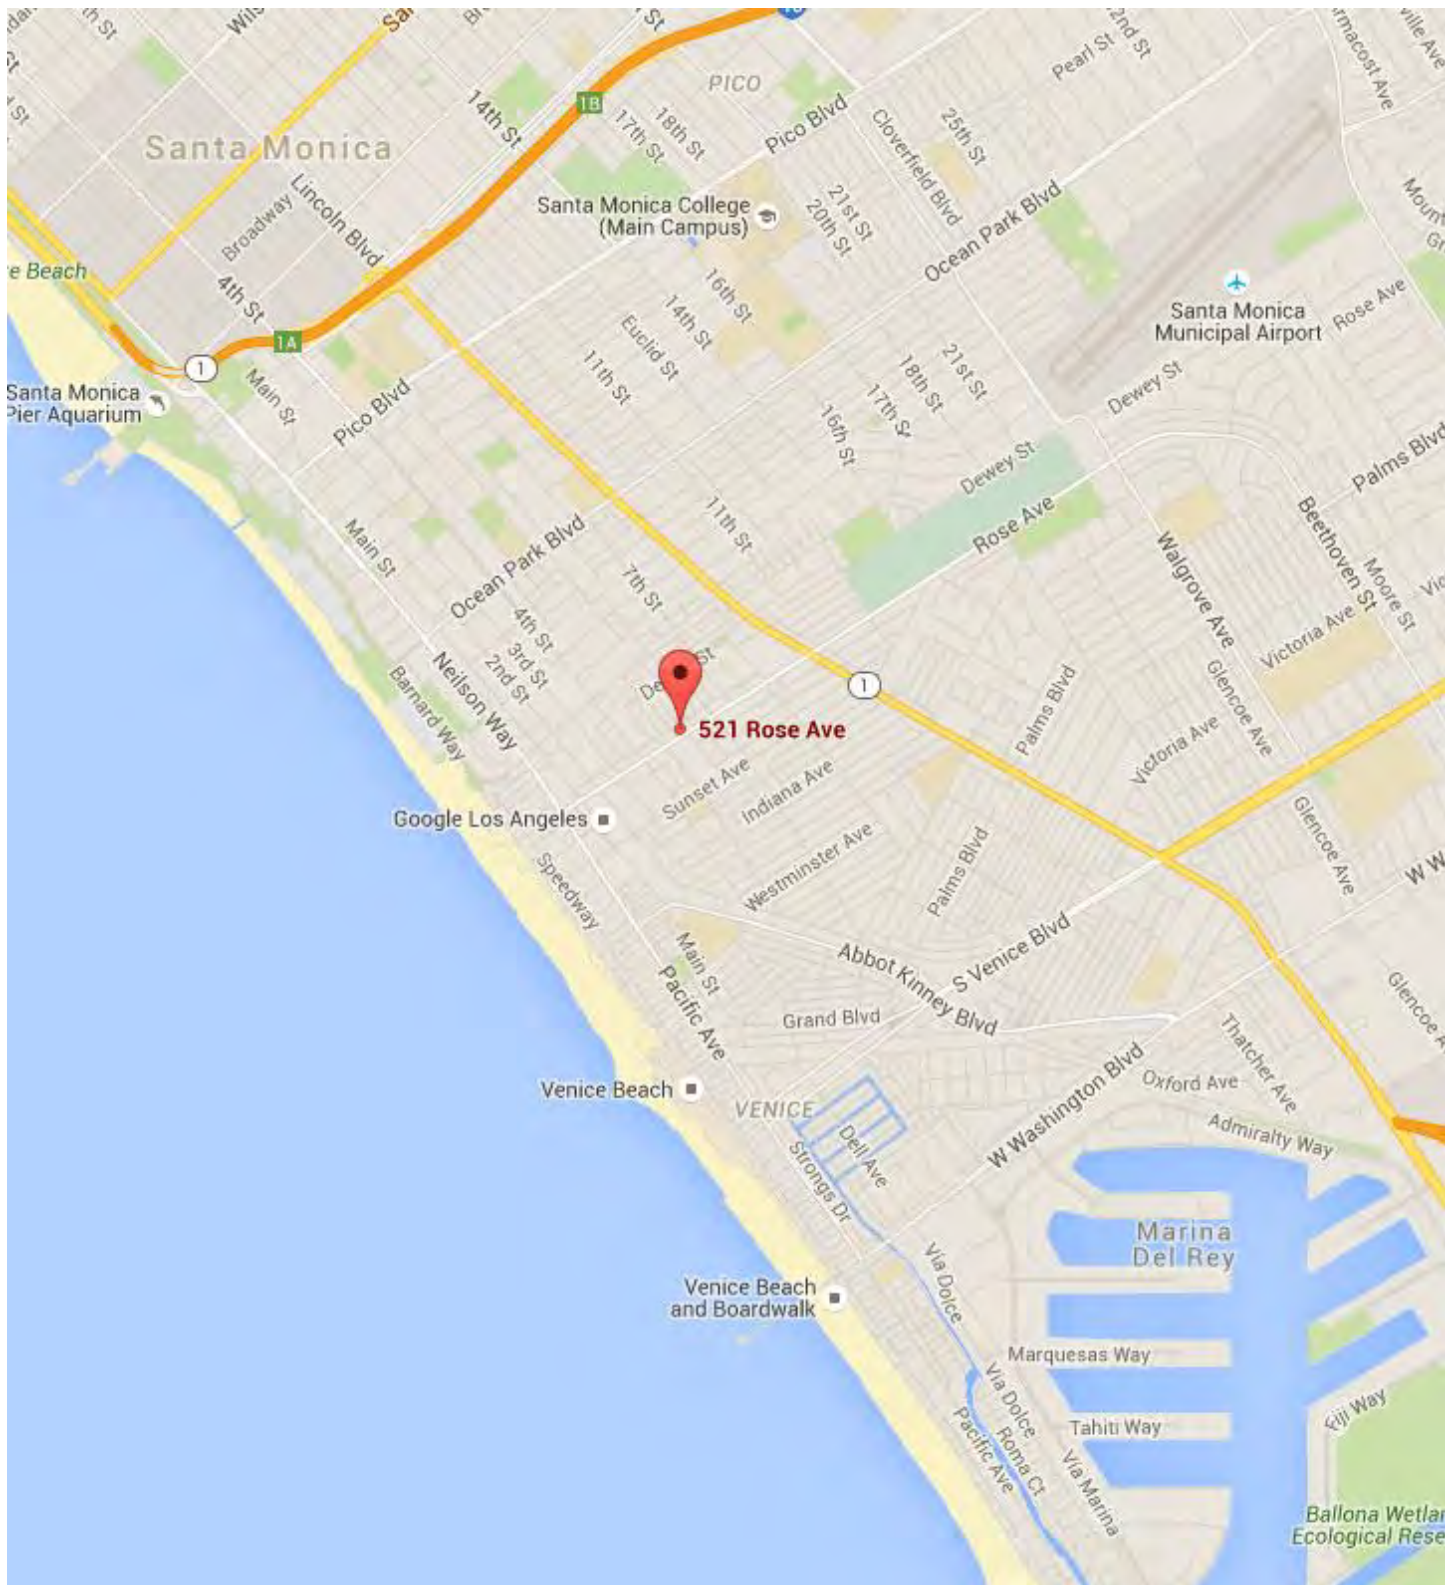 14th St
1B
PICO
Pearl St
Santa Monica
17th St
18th St
Pico Blvd
Cloverfield Blvd
25th St
Lincoln Blvd
Broadway
Santa Monica College
(Main Campus)
21st St
20th St
Ocean Park Blvd
e Beach
4th St
16th St
14th St
Euclid St
11th St
Santa Monica
Municipal Airport
Rose Ave
1A
1
Main St
Santa Monica
Pier Aquarium
Pico Blvd
21st St
18th St
17th St
16th St
Dewey St
Dewey St
Palms Blvd
Main St
11th St
Rose Ave
Beethoven St
Moore St
Ocean Park Blvd
7th St
Walgrove Ave
Victoria Ave
4th St
3rd St
2nd St
Neilson Way
Barnard Way
1
Glencoe Ave
Palms Blvd
Victoria Ave
521 Rose Ave
Sunset Ave
Indiana Ave
Google Los Angeles
Glencoe Ave
Westminster Ave
Palms Blvd
Speedway
Main St
Pacific Ave
Abbot Kinney Blvd
S Venice Blvd
Grand Blvd
Thatcher Ave
Venice Beach
VENICE
W Washington Blvd
Oxford Ave
Admiralty Way
Dell Ave
Strongs Dr
Marina
Del Rey
Via Dolce
Venice Beach
and Boardwalk
Marquesas Way
Via Dolce
Roma Ct
Pacific Ave
Tahiti Way
Fiji Way
Via Marina
Ballona Wetlan
Ecological Rese